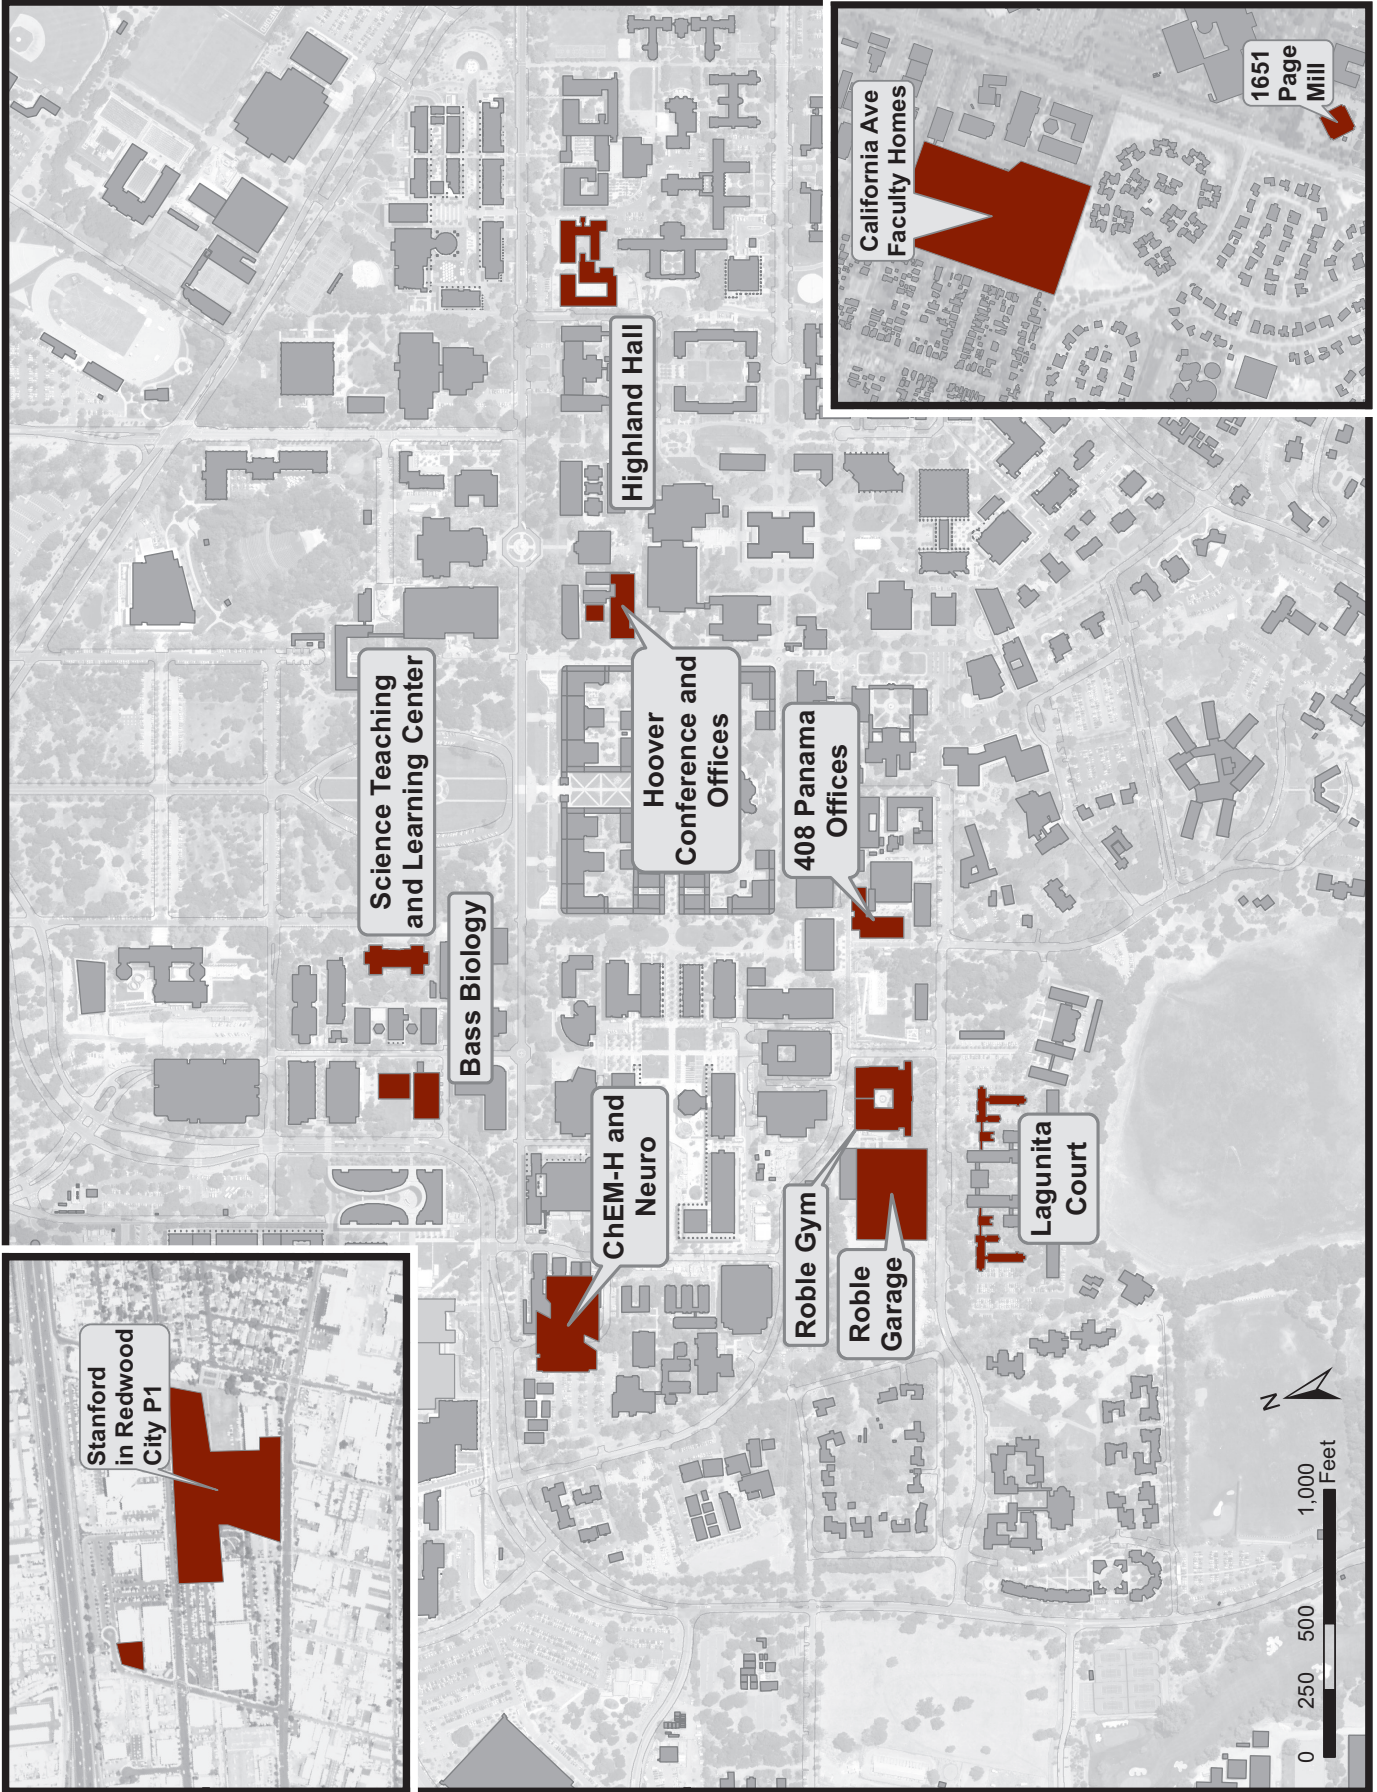 Stanford
in Redwood
City P1
Science Teaching
and Learning Center
Bass Biology
ChEM-H and
Neuro
Hoover
Conference and
Offices
Highland Hall
408 Panama
Offices
Roble Gym
Roble
Garage
Lagunita
Court
California Ave
Faculty Homes
1651
Page
Mill
N
0 250 500 1,000
Feet